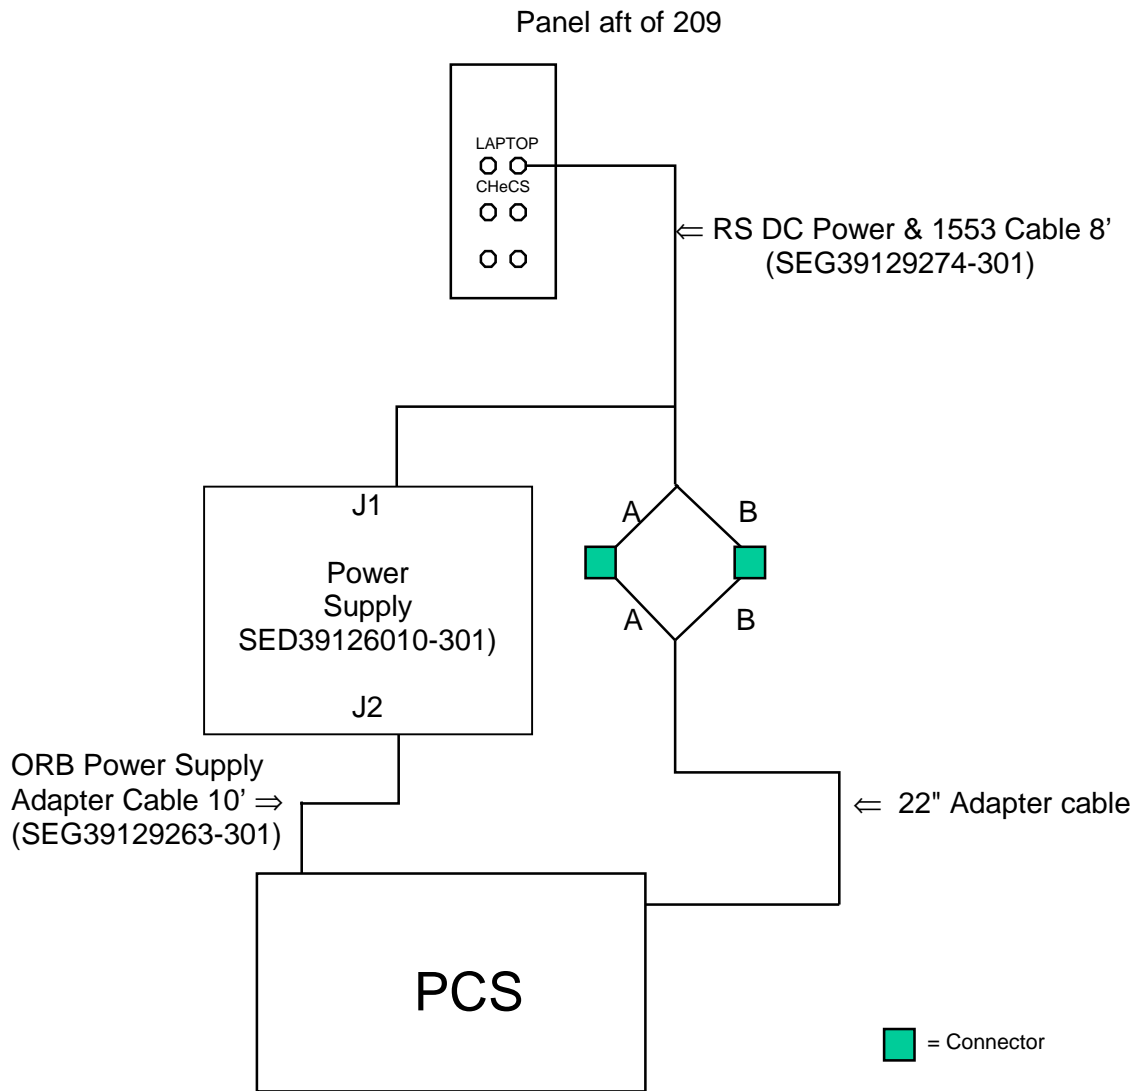 Panel aft of 209
LAPTOP
CHeCS
⇐ RS DC Power & 1553 Cable 8’
(SEG39129274-301)
J1
Power
Supply
SED39126010-301)
J2
A
B
A
B
ORB Power Supply
Adapter Cable 10’ ⇒
(SEG39129263-301)
⇐ 22" Adapter cable
PCS
= Connector